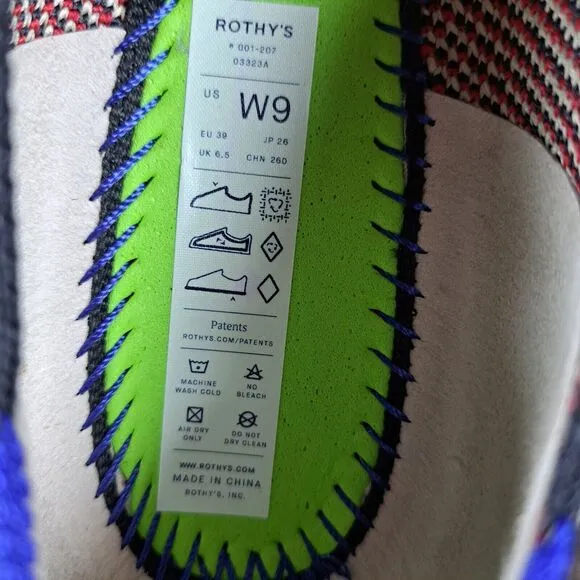 ROTHY'S
# 001-207
03323A
US W9
EU 39 JP 26
UK 6.5 CHN 260
Patents
ROTHYS.COM/PATENTS
MACHINE WASH COLD
NO BLEACH
AIR DRY ONLY
DO NOT DRY CLEAN
WWW.ROTHYS.COM
MADE IN CHINA
ROTHY'S, INC.